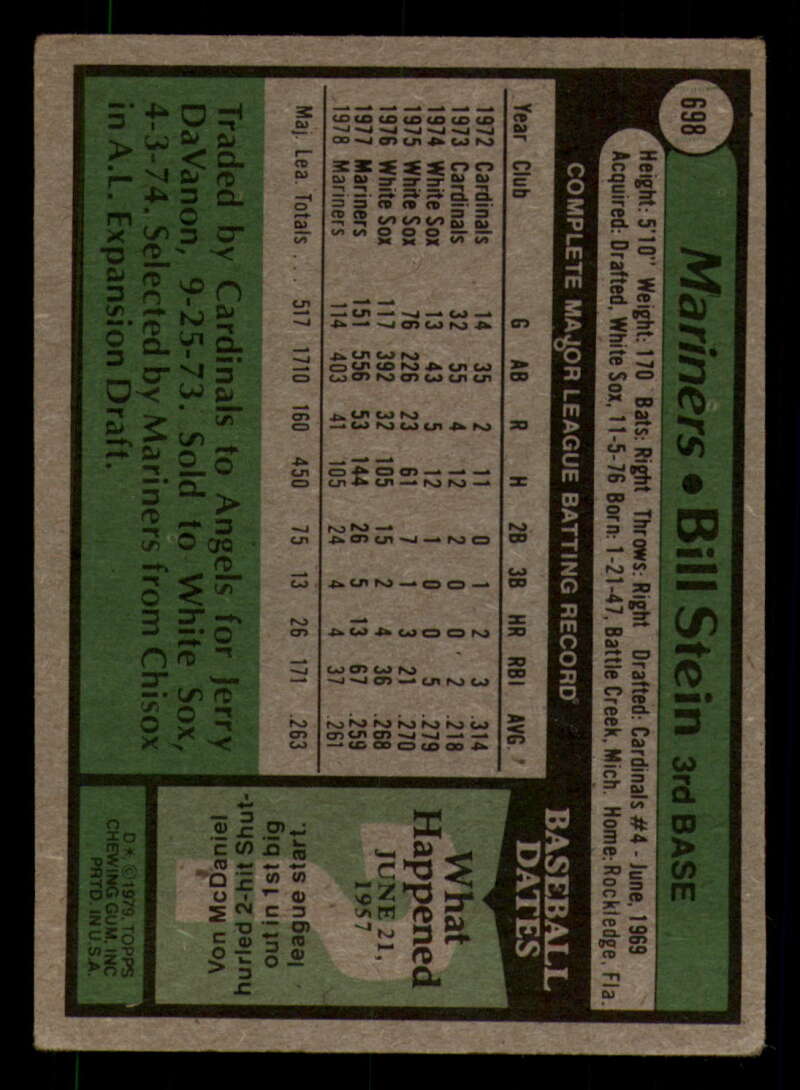 698
Mariners • Bill Stein 3rd BASE
Height: 5'10" Weight: 170 Bats: Right Throws: Right Drafted: Cardinals #4 - June, 1969
Acquired: Drafted, White Sox, 11-5-76 Born: 1-21-47, Battle Creek, Mich. Home: Rockledge, Fla.
COMPLETE MAJOR LEAGUE BATTING RECORD
Year Club G AB R H 2B 3B HR RBI AVG.
1972 Cardinals 14 35 2 11 0 1 2 3 .314
1973 Cardinals 32 55 4 12 2 0 0 2 .218
1974 White Sox 13 43 5 12 1 0 0 5 .279
1975 White Sox 76 226 23 61 7 1 3 21 .270
1976 White Sox 117 392 32 105 15 2 4 36 .268
1977 Mariners 151 556 53 144 26 5 13 67 .259
1978 Mariners 114 403 41 105 24 4 4 37 .261
Maj. Lea. Totals . . . 517 1710 160 450 75 13 26 171 .263
Traded by Cardinals to Angels for Jerry
DaVanon, 9-25-73. Sold to White Sox,
4-3-74. Selected by Mariners from Chisox
in A.L. Expansion Draft.
BASEBALL
DATES
What
Happened
JUNE 21,
1957
Von McDaniel
hurled 2-hit Shut-
out in 1st big
league start.
D* ©1979, TOPPS
CHEWING GUM, INC
PRTD. IN U.S.A.